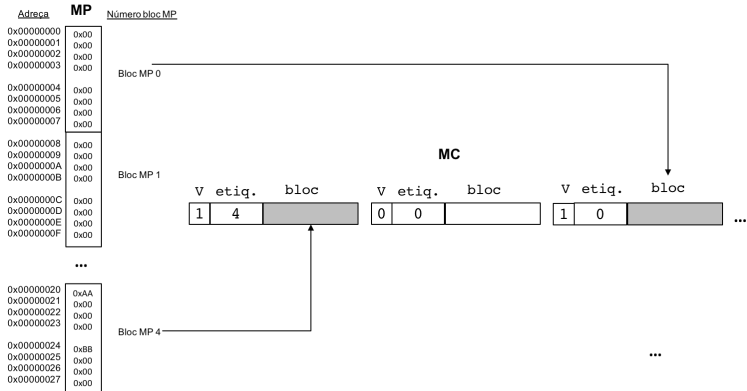 Adreça MP Número bloc MP
0x00000000 0x00
0x00000001 0x00
0x00000002 0x00
0x00000003 0x00
Bloc MP 0
0x00000004 0x00
0x00000005 0x00
0x00000006 0x00
0x00000007 0x00
0x00000008 0x00
0x00000009 0x00
0x0000000A 0x00
0x0000000B 0x00
Bloc MP 1
0x0000000C 0x00
0x0000000D 0x00
0x0000000E 0x00
0x0000000F 0x00
...
0x00000020 0xAA
0x00000021 0x00
0x00000022 0x00
0x00000023 0x00
Bloc MP 4
0x00000024 0xBB
0x00000025 0x00
0x00000026 0x00
0x00000027 0x00
MC
V etiq. bloc V etiq. bloc V etiq. bloc
1 4 0 0 1 0 ...
...